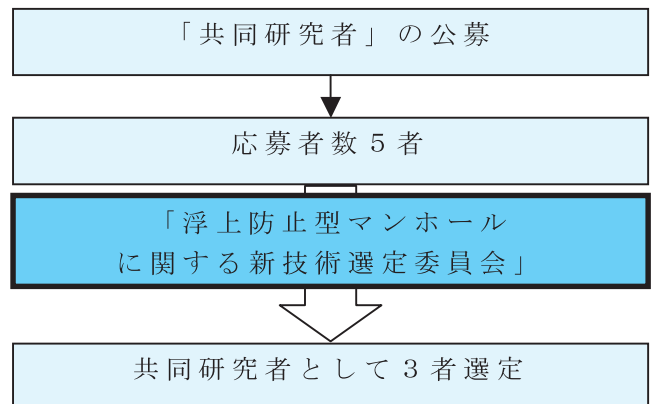 「共同研究者」の公募
応募者数５者
「浮上防止型マンホール
に関する新技術選定委員会」
共同研究者として３者選定